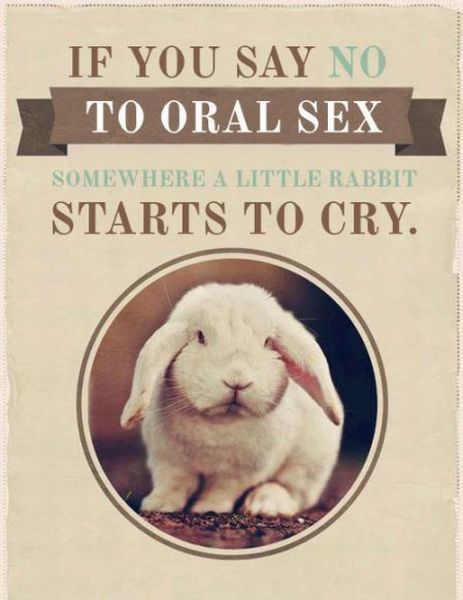 IF YOU SAY NO
TO ORAL SEX
SOMEWHERE A LITTLE RABBIT
STARTS TO CRY.